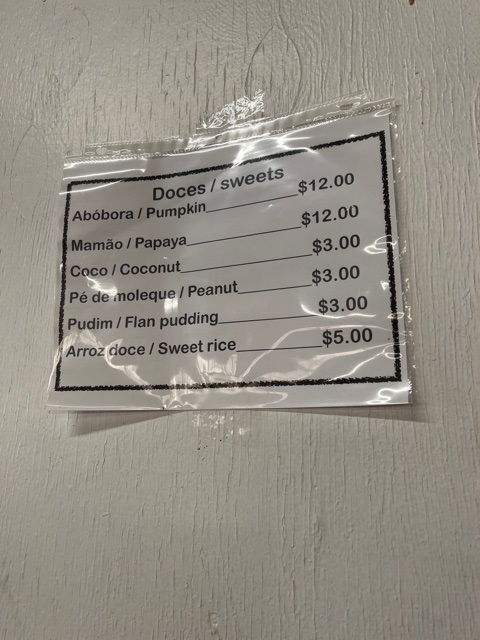 Doces / sweets
Abóbora / Pumpkin $12.00
Mamão / Papaya $12.00
Coco / Coconut $3.00
Pé de moleque / Peanut $3.00
Pudim / Flan pudding $3.00
Arroz doce / Sweet rice $5.00